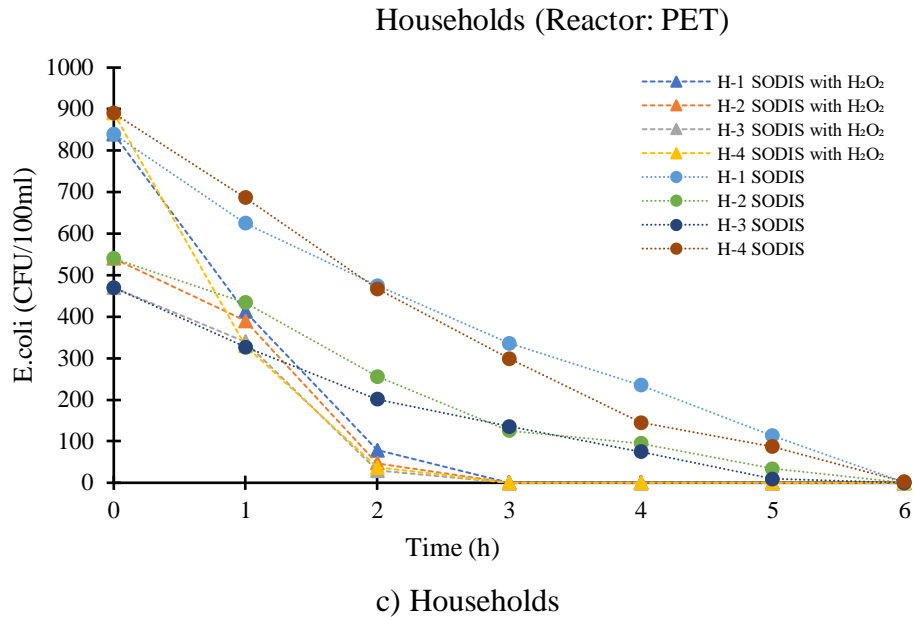 Households (Reactor: PET)
1000
900
800
700
600
500
400
300
200
100
0
E.coli (CFU/100ml)
H-1 SODIS with H₂O₂
H-2 SODIS with H₂O₂
H-3 SODIS with H₂O₂
H-4 SODIS with H₂O₂
H-1 SODIS
H-2 SODIS
H-3 SODIS
H-4 SODIS
0 1 2 3 4 5 6
Time (h)
c) Households